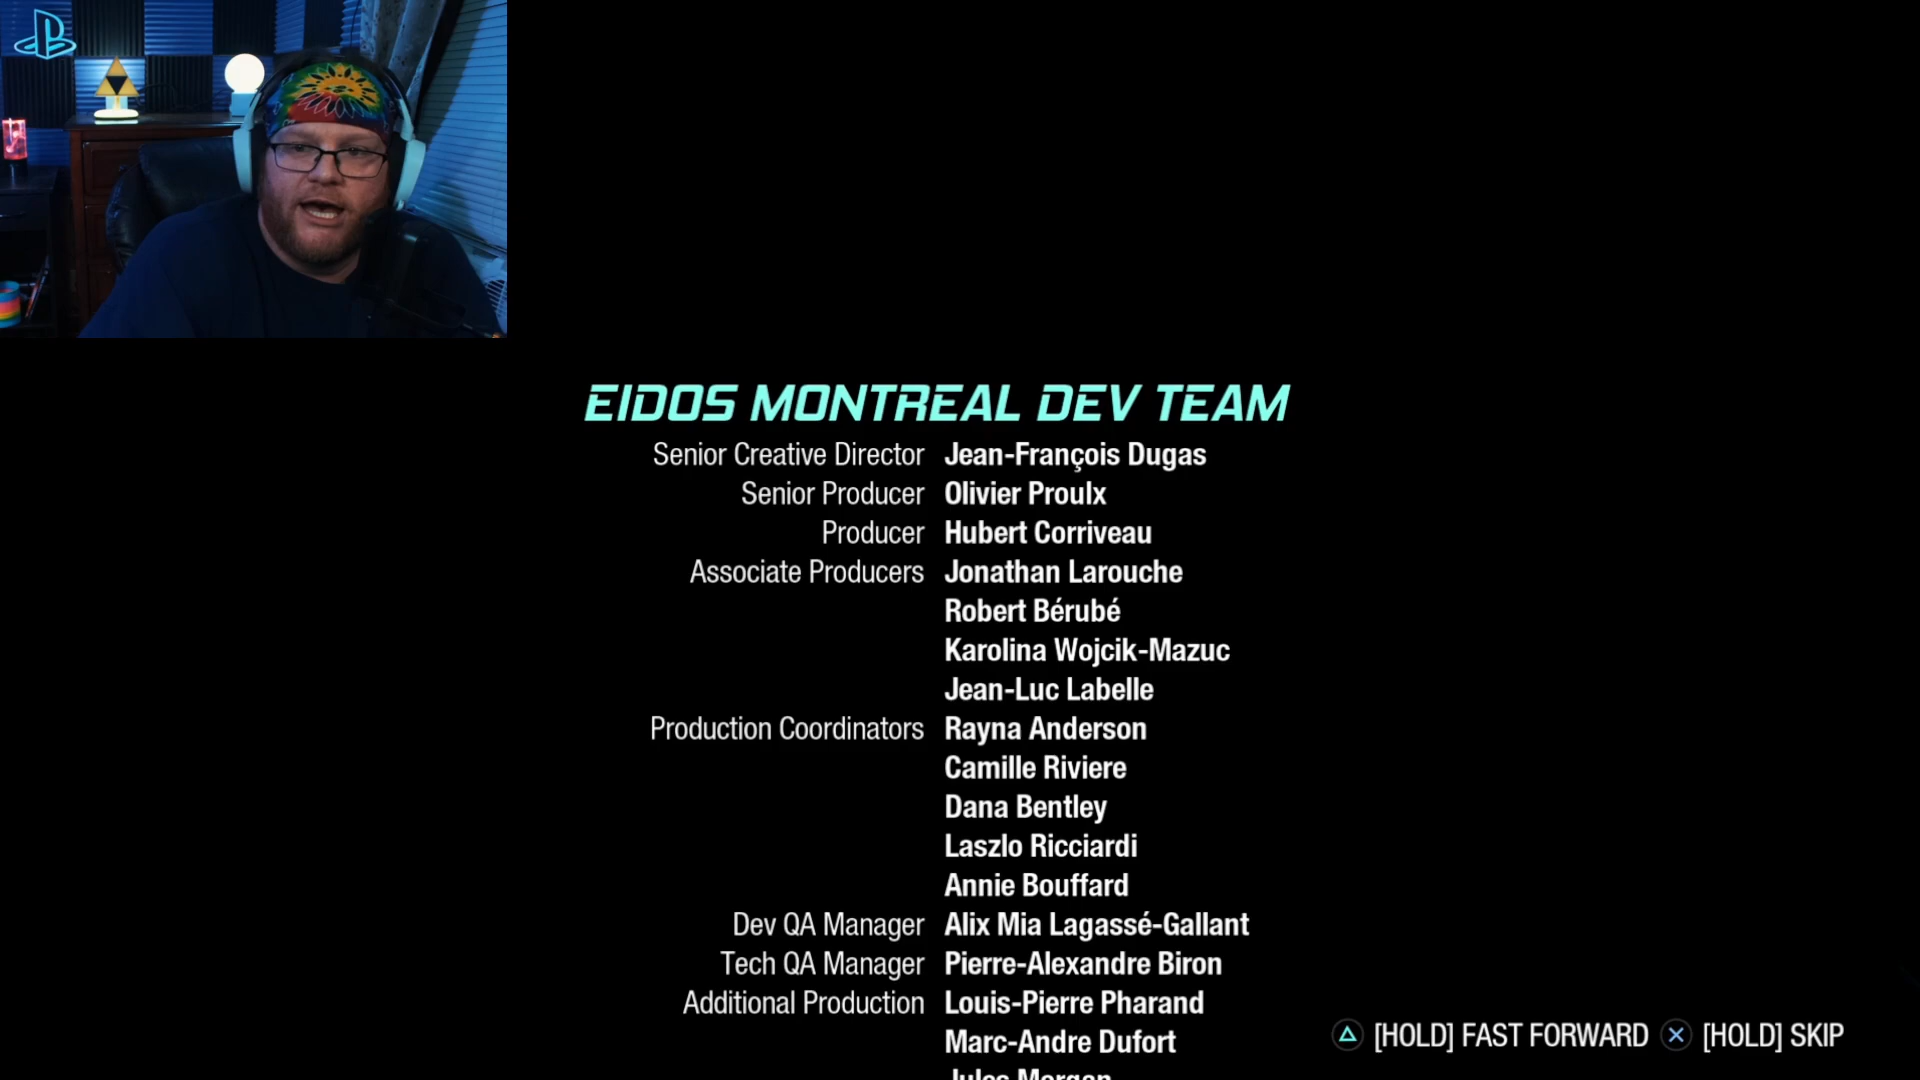 EIDOS MONTREAL DEV TEAM
Senior Creative Director Jean-François Dugas
Senior Producer Olivier Proulx
Producer Hubert Corriveau
Associate Producers Jonathan Larouche
Robert Bérubé
Karolina Wojcik-Mazuc
Jean-Luc Labelle
Production Coordinators Rayna Anderson
Camille Riviere
Dana Bentley
Laszlo Ricciardi
Annie Bouffard
Dev QA Manager Alix Mia Lagassé-Gallant
Tech QA Manager Pierre-Alexandre Biron
Additional Production Louis-Pierre Pharand
Marc-Andre Dufort
Jules Morgan
[HOLD] FAST FORWARD [HOLD] SKIP